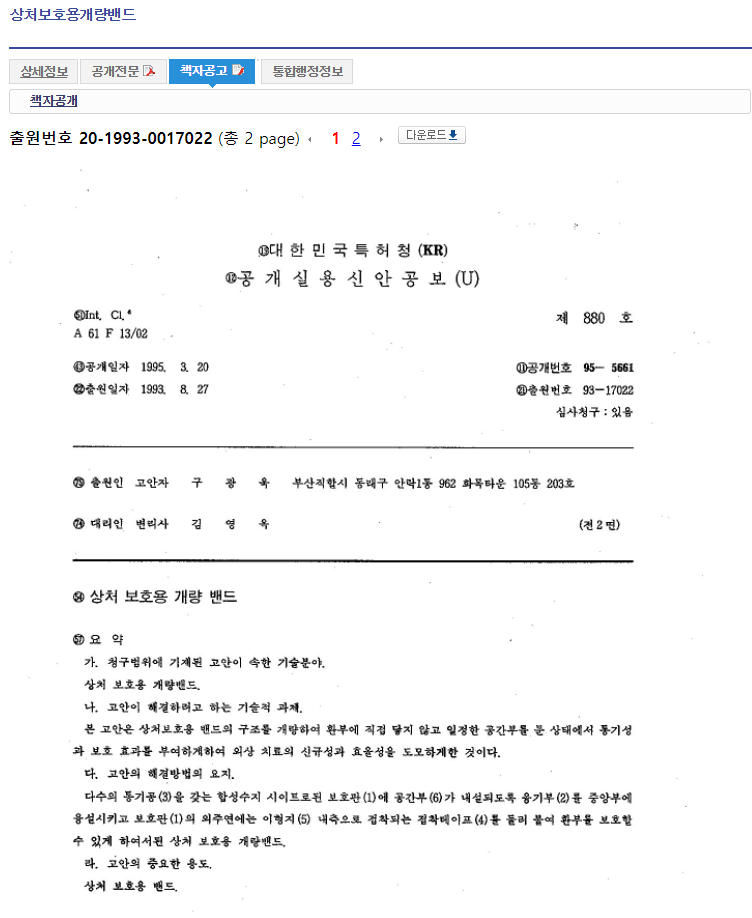 상처보호용개량밴드
상세정보 공개전문 책자공고 통합행정정보
책자공개
출원번호 20-1993-0017022 (총 2 page) 1 2 다운로드
⑲대 한 민 국 특 허 청 (KR)
⑫공 개 실 용 신 안 공 보 (U)
㊿Int. Cl.⁶
A 61 F 13/02
제 880 호
㊸공개일자 1995. 3. 20
⑪공개번호 95— 5661
㉒출원일자 1993. 8. 27
㉑출원번호 93—17022
심사청구 : 있음
출원인 고안자 구 광 욱 부산직할시 동래구 안락1동 962 화목타운 105동 203호
㉔ 대리인 변리사 김 영 옥 (전 2 면)
㊴ 상처 보호용 개량 밴드
요 약
가. 청구범위에 기재된 고안이 속한 기술분야.
상처 보호용 개량밴드.
나. 고안이 해결하려고 하는 기술적 과제.
본 고안은 상처보호용 밴드의 구조를 개량하여 환부에 직접 닿지 않고 일정한 공간부를 둔 상태에서 통기성
과 보호 효과를 부여하게하여 외상 치료의 신규성과 효율성을 도모하게한 것이다.
다. 고안의 해결방법의 요지.
다수의 통기공(3)을 갖는 합성수지 시이트로된 보호판(1)에 공간부(6)가 내설되도록 융기부(2)를 중앙부에
융설시키고 보호판(1)의 외주연에는 이형지(5) 내측으로 접착되는 점착테이프(4)를 둘러 붙여 환부를 보호할
수 있게 하여서된 상처 보호용 개량밴드.
라. 고안의 중요한 용도.
상처 보호용 밴드.